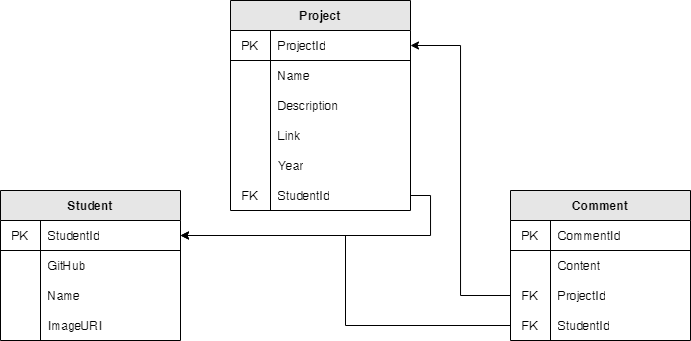 Project
PK ProjectId
Name
Description
Link
Year
FK StudentId
Student
PK StudentId
GitHub
Name
ImageURI
Comment
PK CommentId
Content
FK ProjectId
FK StudentId